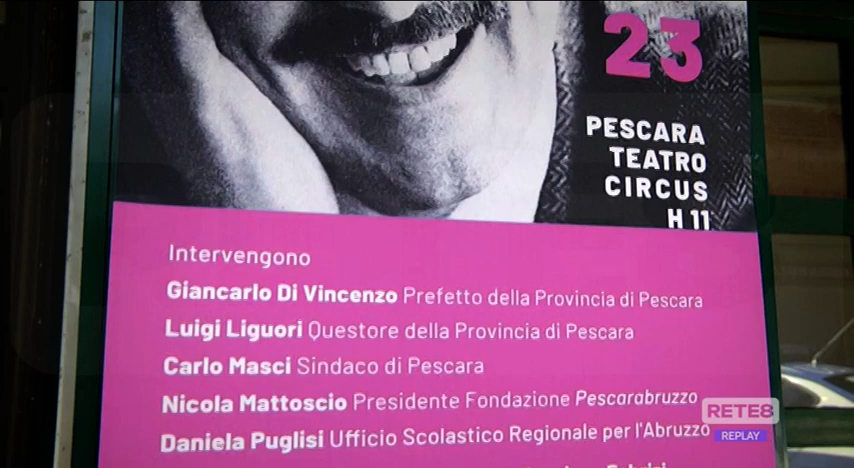 23
PESCARA
TEATRO
CIRCUS
H 11
Intervengono
Giancarlo Di Vincenzo Prefetto della Provincia di Pescara
Luigi Liguori Questore della Provincia di Pescara
Carlo Masci Sindaco di Pescara
Nicola Mattoscio Presidente Fondazione Pescarabruzzo
Daniela Puglisi Ufficio Scolastico Regionale per l'Abruzzo
RETE8
REPLAY